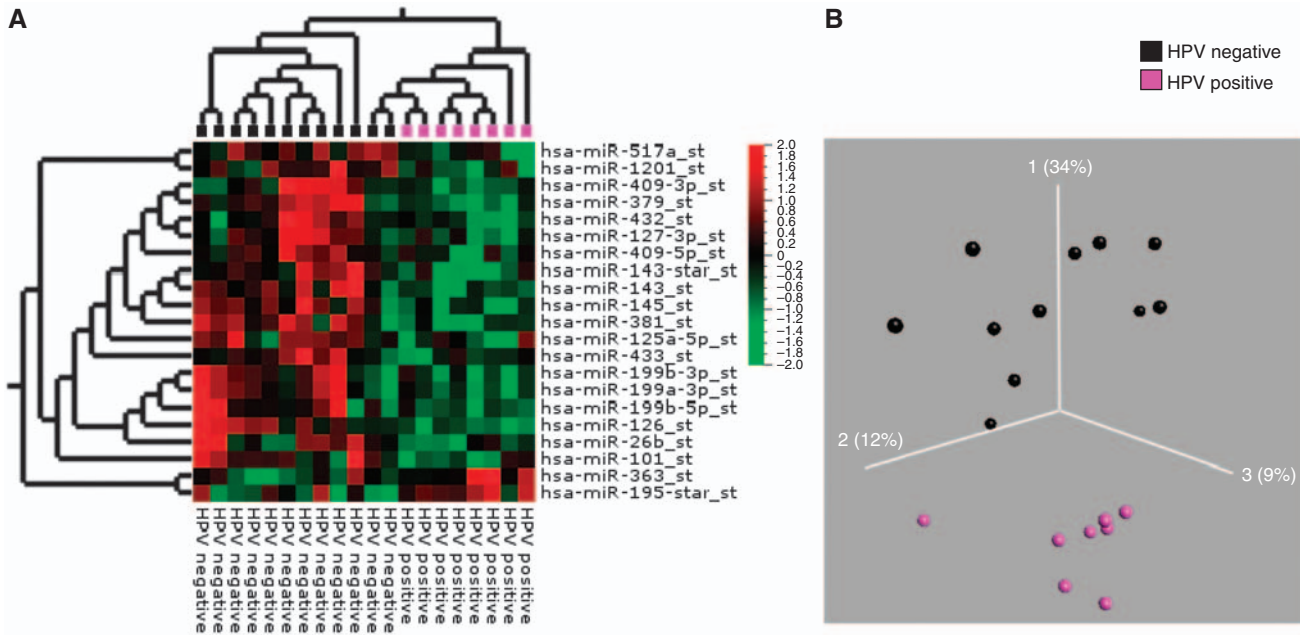 A
hsa-miR-517a_st
hsa-miR-1201_st
hsa-miR-409-3p_st
hsa-miR-379_st
hsa-miR-432_st
hsa-miR-127-3p_st
hsa-miR-409-5p_st
hsa-miR-143-star_st
hsa-miR-143_st
hsa-miR-145_st
hsa-miR-381_st
hsa-miR-125a-5p_st
hsa-miR-433_st
hsa-miR-199b-3p_st
hsa-miR-199a-3p_st
hsa-miR-199b-5p_st
hsa-miR-126_st
hsa-miR-26b_st
hsa-miR-101_st
hsa-miR-363_st
hsa-miR-195-star_st
2.0
1.8
1.6
1.4
1.2
1.0
0.8
0.6
0.4
0.2
0
−0.2
−0.4
−0.6
−0.8
−1.0
−1.2
−1.4
−1.6
−1.8
−2.0
HPV negative
HPV negative
HPV negative
HPV negative
HPV negative
HPV negative
HPV negative
HPV negative
HPV negative
HPV negative
HPV negative
HPV negative
HPV positive
HPV positive
HPV positive
HPV positive
HPV positive
HPV positive
HPV positive
HPV positive
B
HPV negative
HPV positive
1 (34%)
2 (12%)
3 (9%)